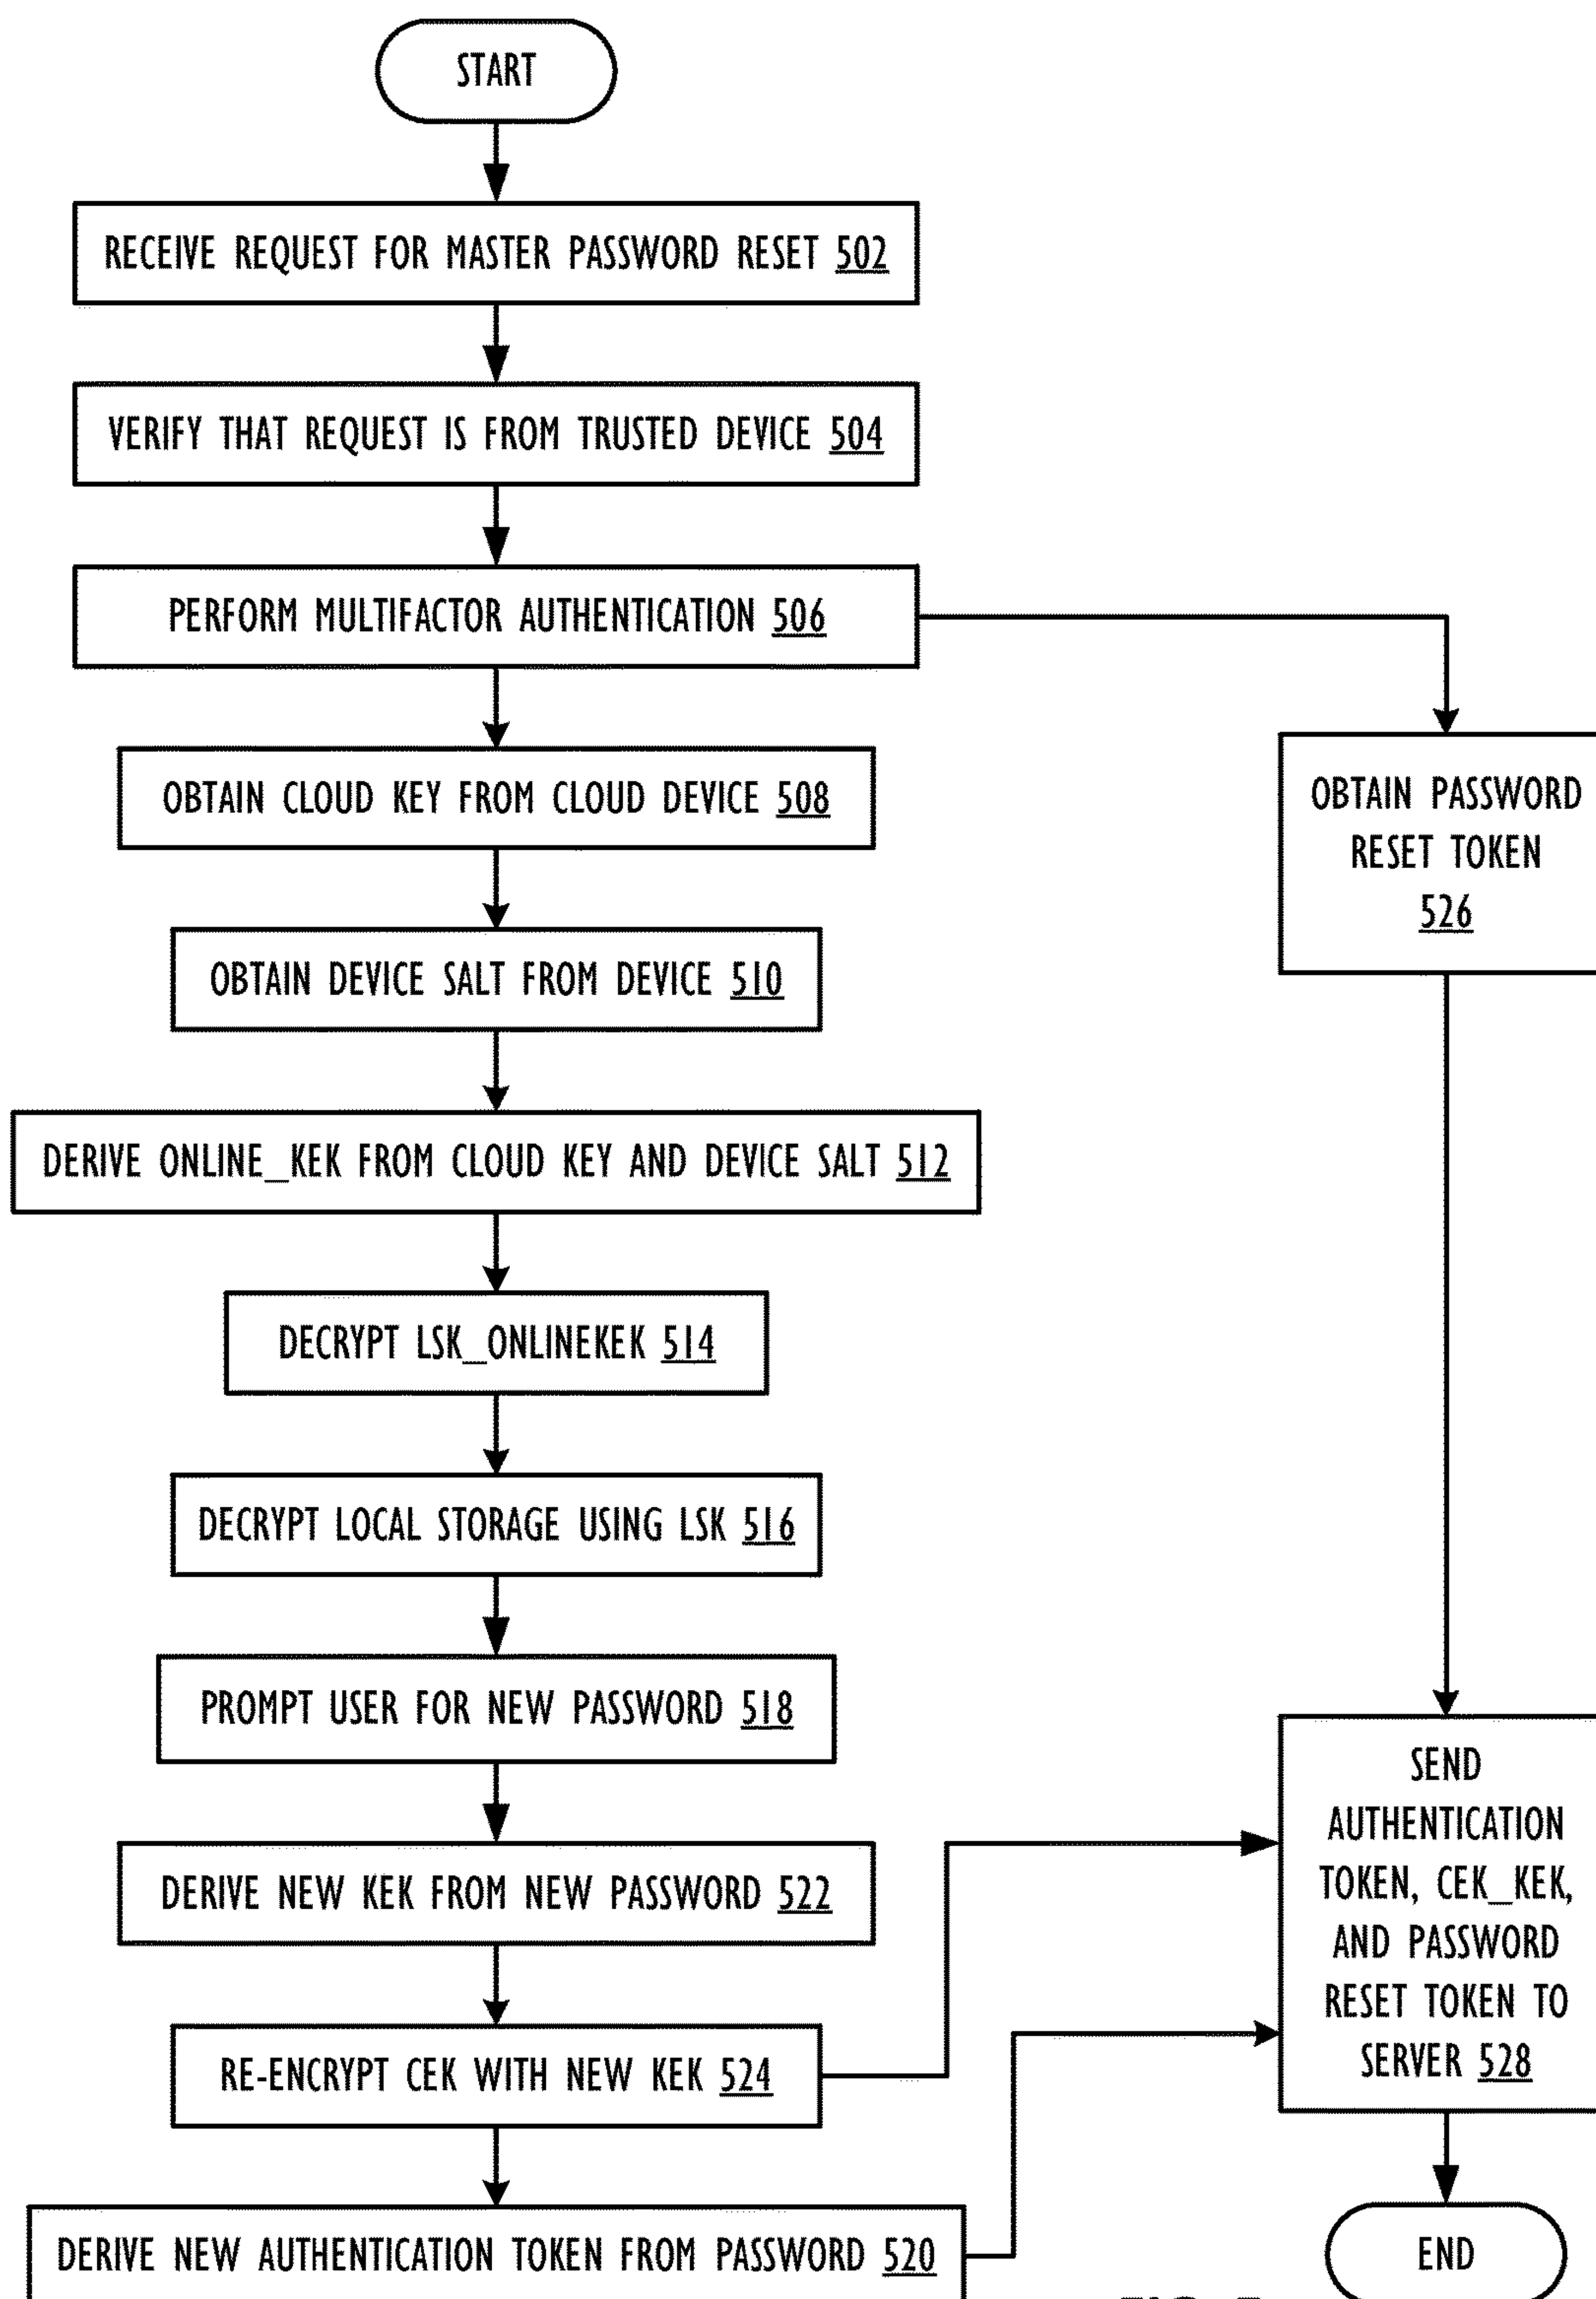 START
RECEIVE REQUEST FOR MASTER PASSWORD RESET 502
VERIFY THAT REQUEST IS FROM TRUSTED DEVICE 504
PERFORM MULTIFACTOR AUTHENTICATION 506
OBTAIN CLOUD KEY FROM CLOUD DEVICE 508
OBTAIN DEVICE SALT FROM DEVICE 510
DERIVE ONLINE_KEK FROM CLOUD KEY AND DEVICE SALT 512
DECRYPT LSK_ONLINEKEK 514
DECRYPT LOCAL STORAGE USING LSK 516
PROMPT USER FOR NEW PASSWORD 518
DERIVE NEW KEK FROM NEW PASSWORD 522
RE-ENCRYPT CEK WITH NEW KEK 524
DERIVE NEW AUTHENTICATION TOKEN FROM PASSWORD 520
OBTAIN PASSWORD
RESET TOKEN
526
SEND
AUTHENTICATION
TOKEN, CEK_KEK,
AND PASSWORD
RESET TOKEN TO
SERVER 528
END